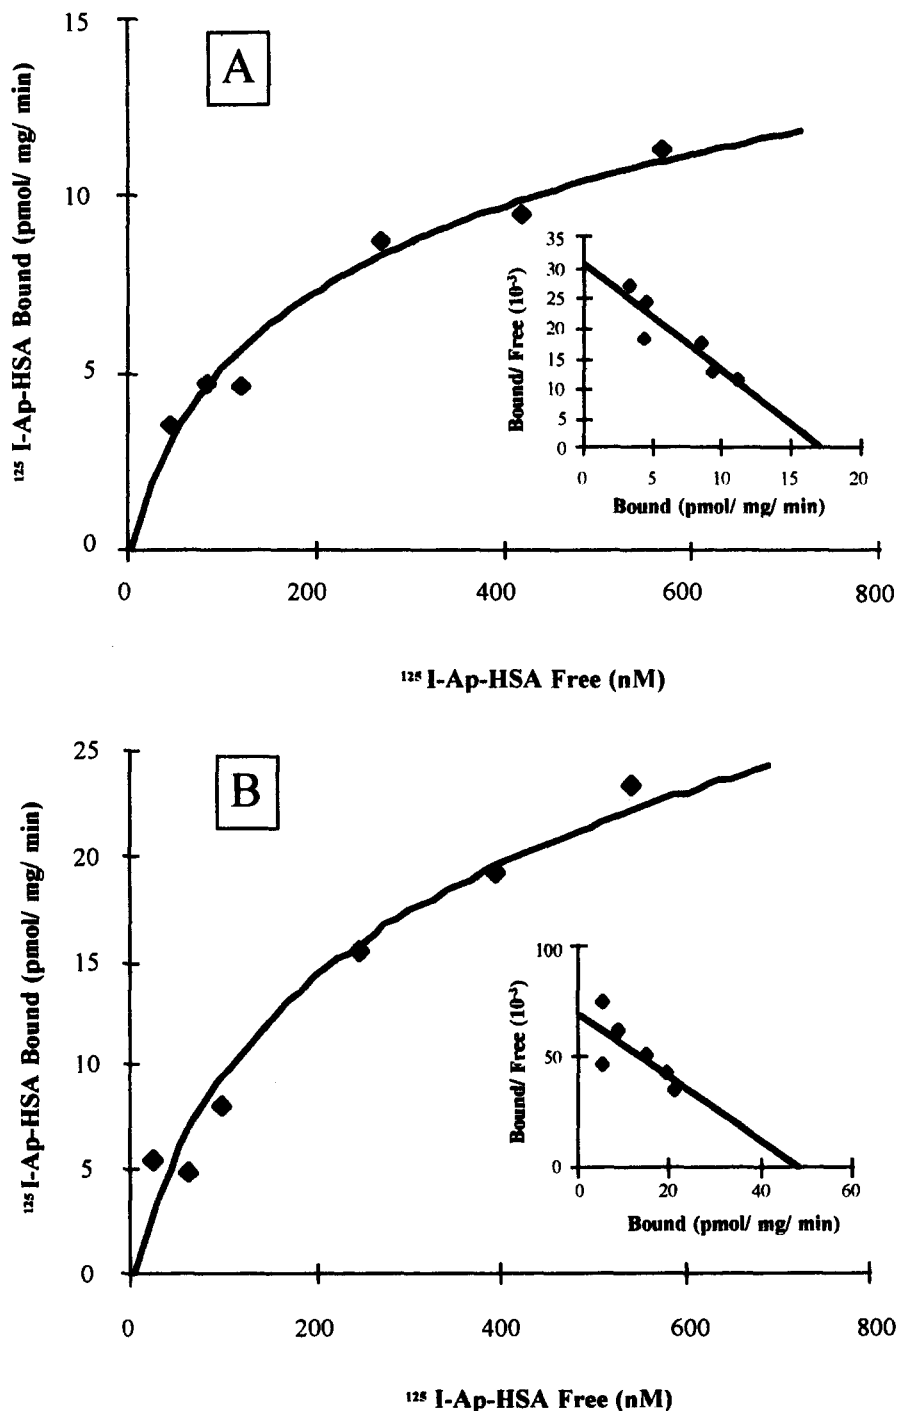 A
¹²⁵ I-Ap-HSA Bound (pmol/ mg/ min)
15
10
5
0
0 200 400 600 800
¹²⁵ I-Ap-HSA Free (nM)
Bound/ Free (10⁻³)
35
30
25
20
15
10
5
0
0 5 10 15 20
Bound (pmol/ mg/ min)
B
¹²⁵ I-Ap-HSA Bound (pmol/ mg/ min)
25
20
15
10
5
0
0 200 400 600 800
¹²⁵ I-Ap-HSA Free (nM)
Bound/ Free (10⁻³)
100
50
0
0 20 40 60
Bound (pmol/ mg/ min)